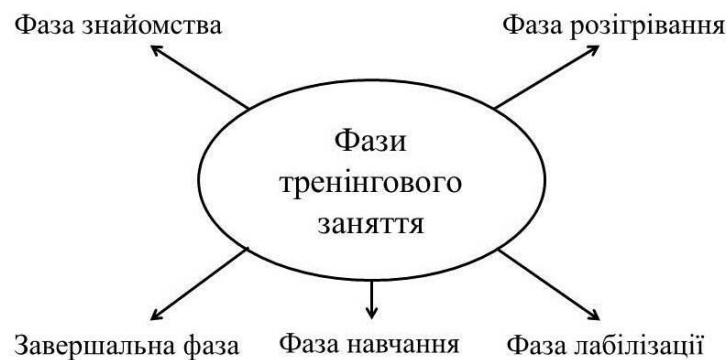 Фаза знайомства
Фаза розігрівання
Фази
тренінгового
заняття
Завершальна фаза
Фаза навчання
Фаза лабілізації